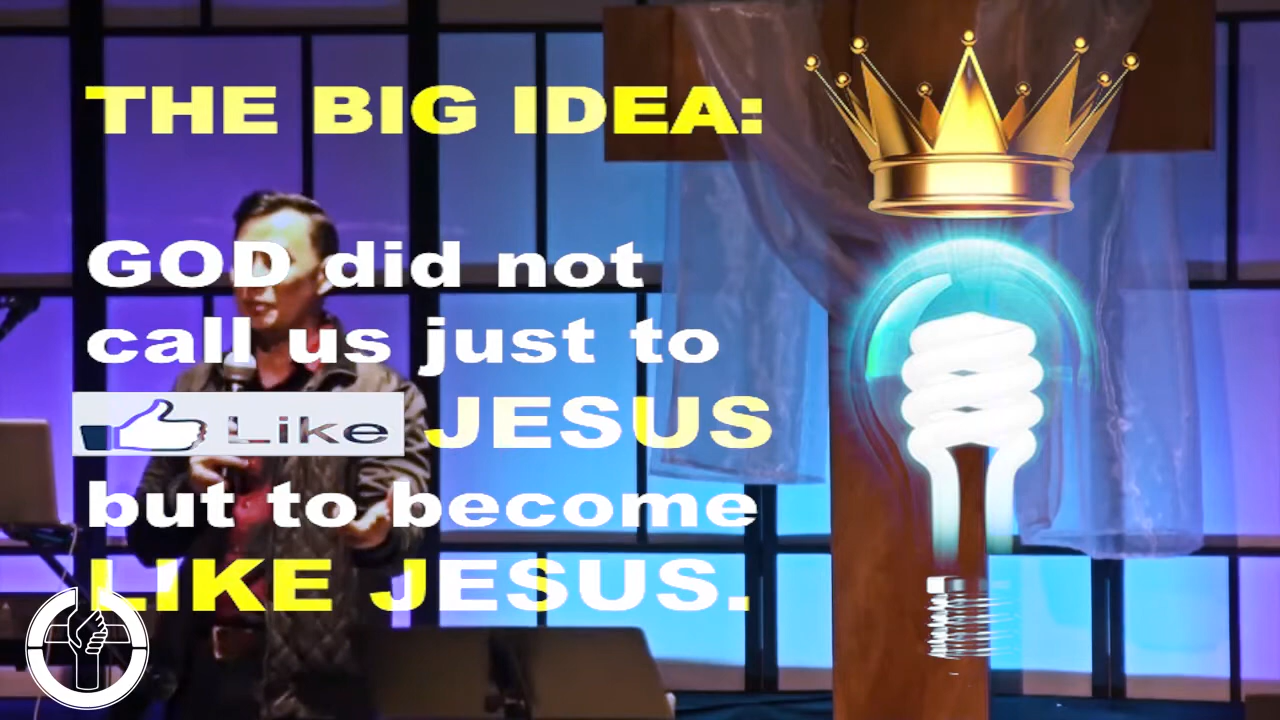 THE BIG IDEA:
GOD did not
call us just to
Like JESUS
but to become
LIKE JESUS.